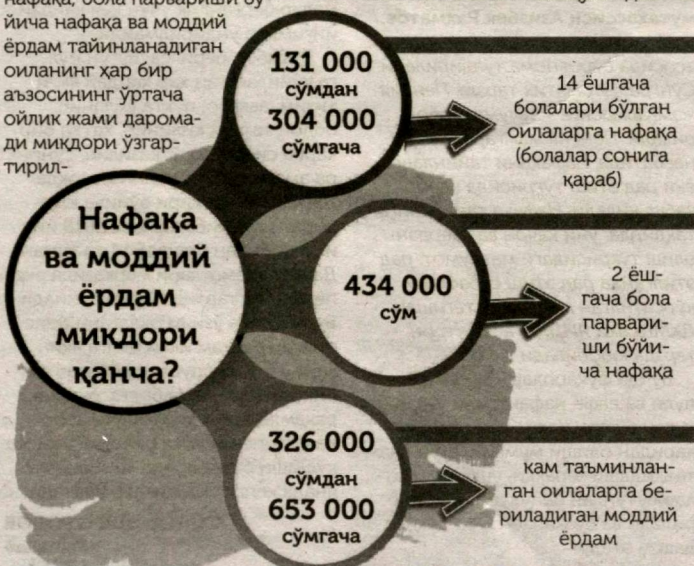 нафақа, бола парвариши бў-
йича нафақа ва моддий
ёрдам тайинланадиган
оиланинг ҳар бир
аъзосининг ўртача
ойлик жами дарома-
ди миқдори ўзгар-
тирил-
Нафақа
ва моддий
ёрдам
миқдори
қанча?
131 000
сўмдан
304 000
сўмгача
14 ёшгача
болалари бўлган
оилаларга нафақа
(болалар сонига
қараб)
434 000
сўм
2 ёш-
гача бола
парвари-
ши бўйи-
ча нафақа
326 000
сўмдан
653 000
сўмгача
кам таъминлан-
ган оилаларга бе-
риладиган моддий
ёрдам